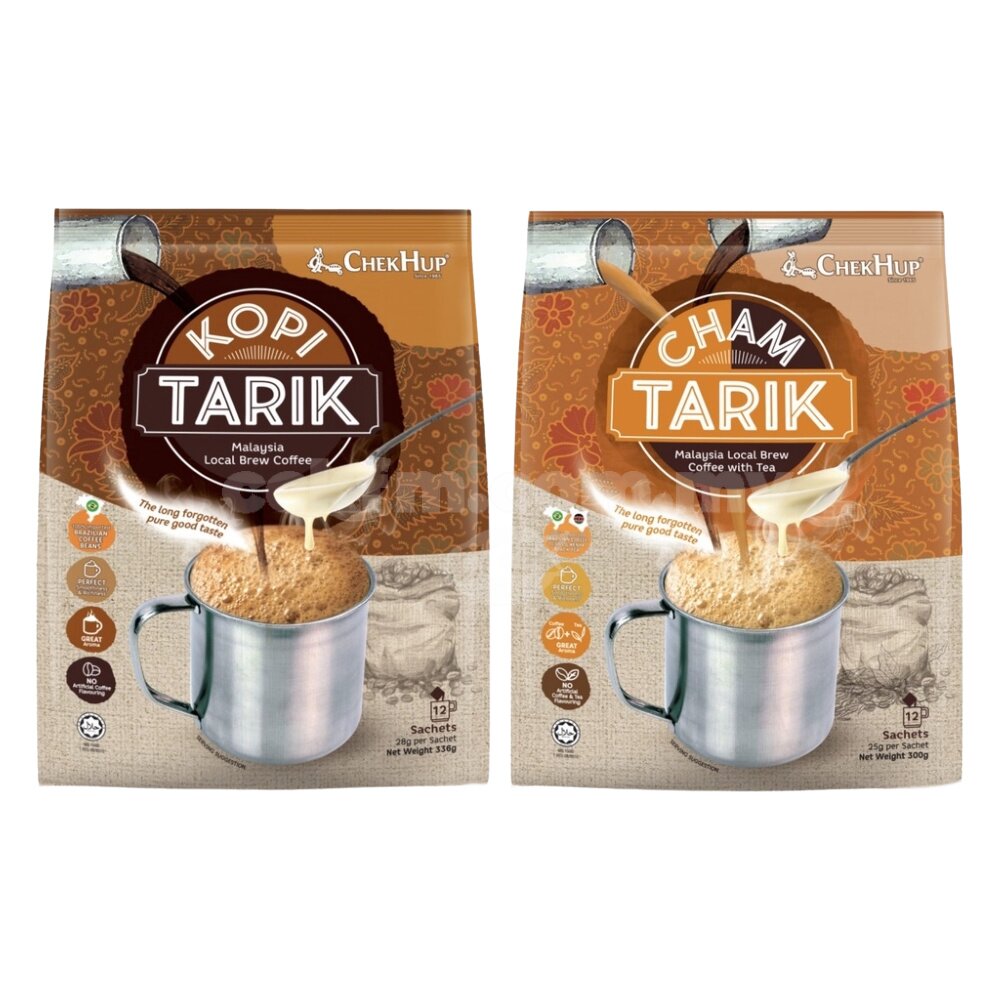 CHEKHUP®
Since 1965
KOPI
TARIK
Malaysia
Local Brew Coffee
The long forgotten
pure good taste
BRAZILIAN
COFFEE
BEANS
PERFECT
Smoothness
& Richness
GREAT
Aroma
NO
Artificial Coffee
Flavouring
12
Sachets
28g per Sachet
Net Weight 336g
SERVING SUGGESTION
CHEKHUP®
Since 1965
CHAM
TARIK
Malaysia Local Brew
Coffee with Tea
The long forgotten
pure good taste
PERFECT
Coffee
Tea
GREAT
Aroma
NO
Artificial
Coffee & Tea
Flavouring
12
Sachets
25g per Sachet
Net Weight 300g
SERVING SUGGESTION